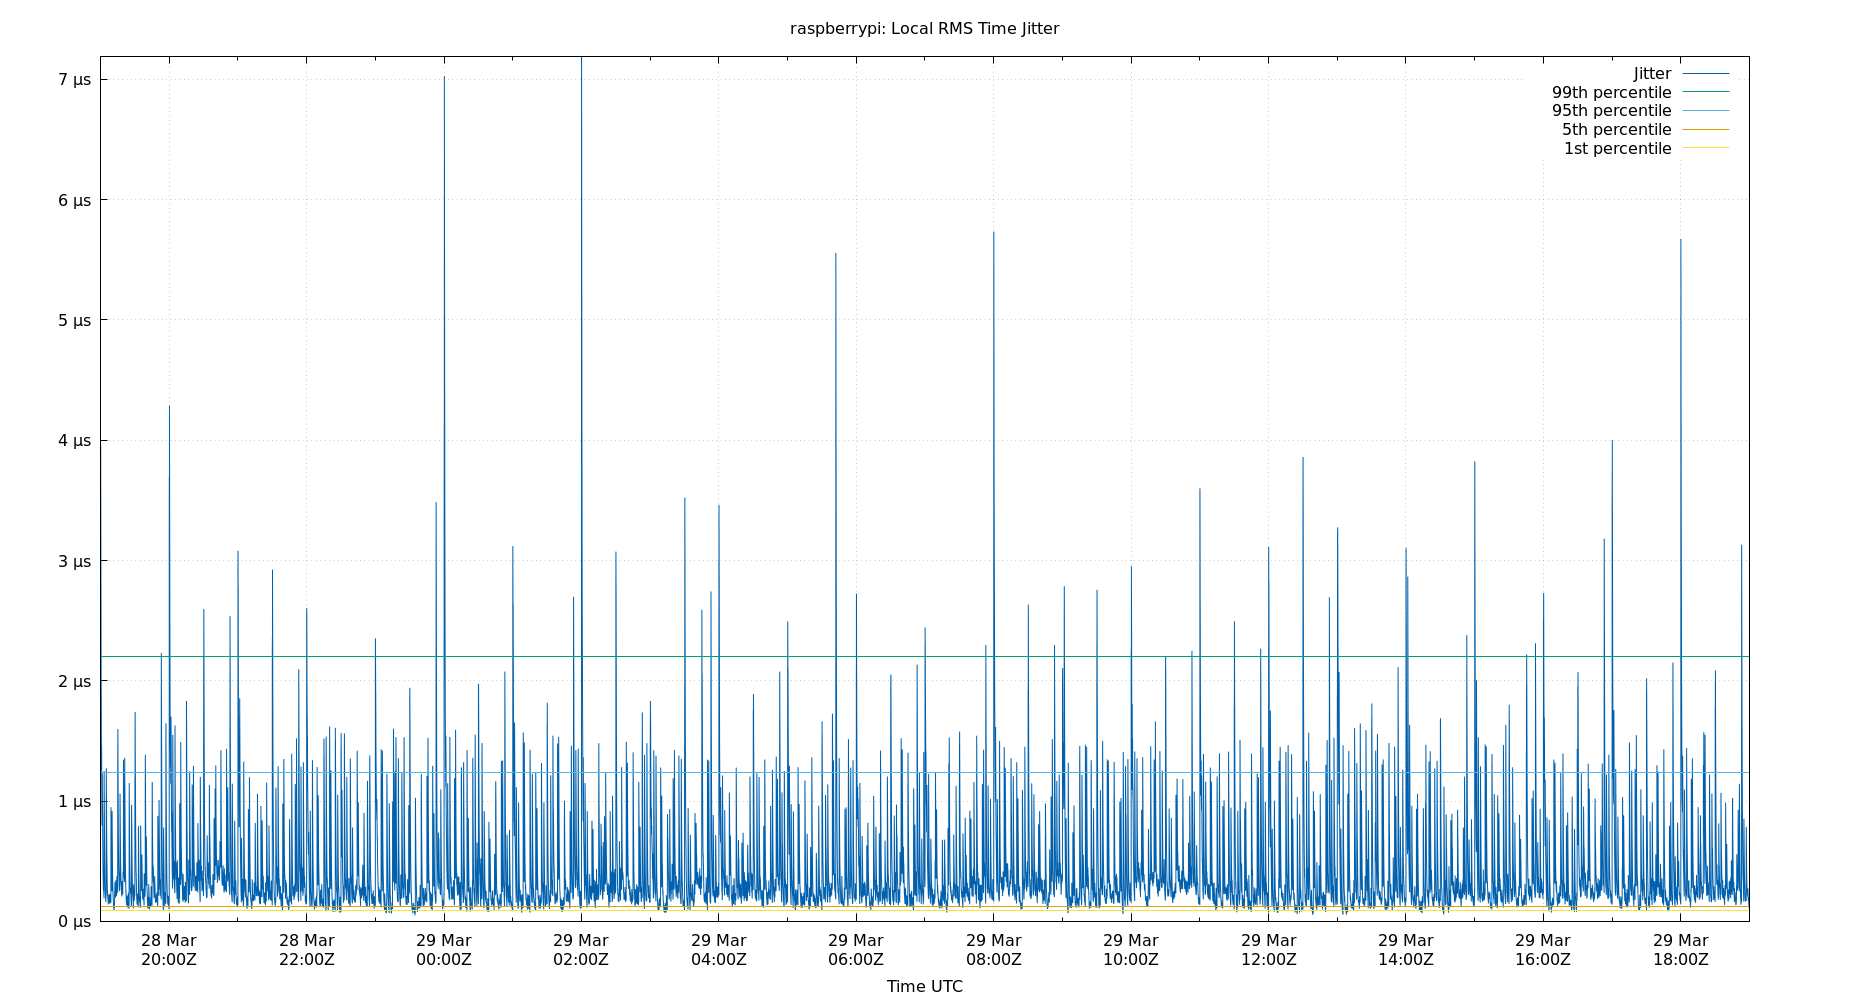 raspberrypi: Local RMS Time Jitter
7 µs
6 µs
5 µs
4 µs
3 µs
2 µs
1 µs
0 µs
Jitter
99th percentile
95th percentile
5th percentile
1st percentile
28 Mar 28 Mar 29 Mar 29 Mar 29 Mar 29 Mar 29 Mar 29 Mar 29 Mar 29 Mar 29 Mar 29 Mar
20:00Z 22:00Z 00:00Z 02:00Z 04:00Z 06:00Z 08:00Z 10:00Z 12:00Z 14:00Z 16:00Z 18:00Z
Time UTC